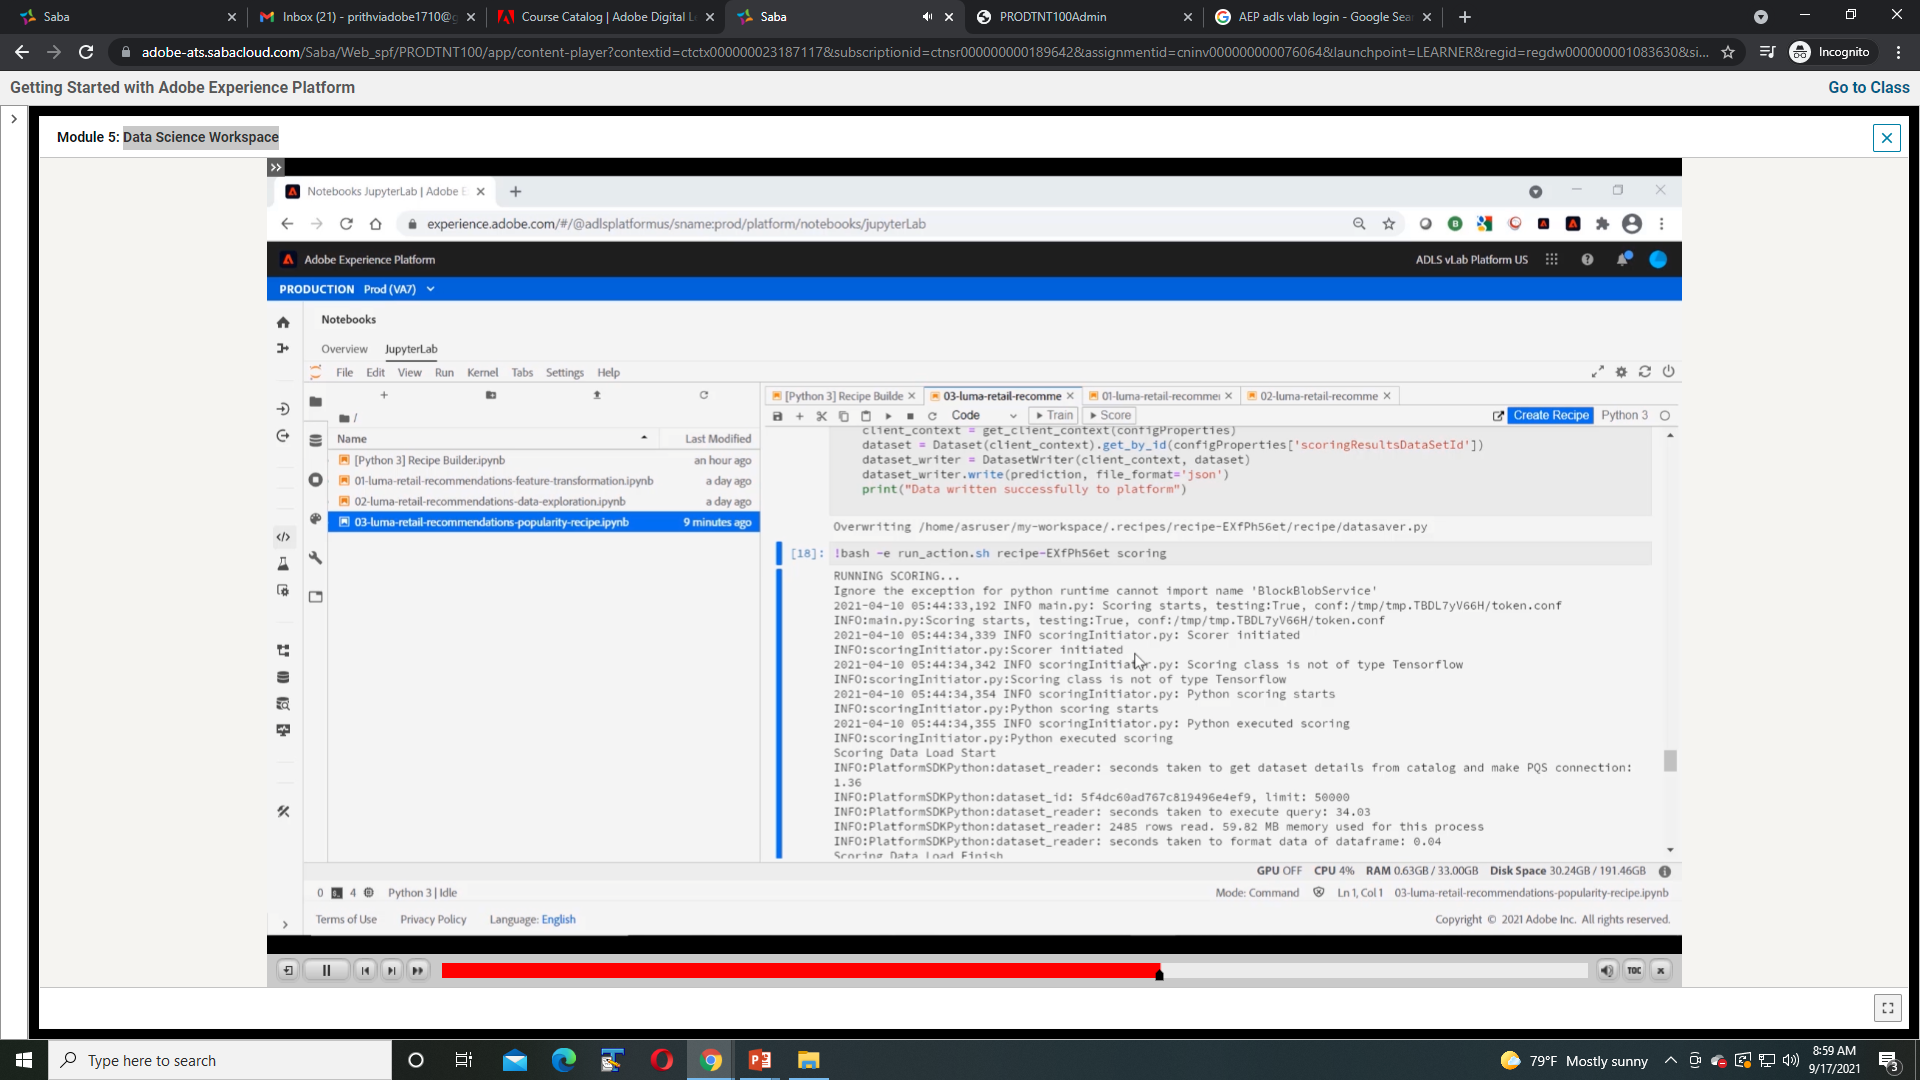 Saba
Inbox (21) - prithviadobe1710@g
Course Catalog | Adobe Digital L
Saba
PRODTNT100Admin
AEP adls vlab login - Google Sea
adobe-ats.sabacloud.com/Saba/Web_spf/PRODTNT100/app/content-player?contextid=ctctx000000023187117&subscriptionid=ctnsr000000000189642&assignmentid=cninv000000000076064&launchpoint=LEARNER&regid=regdw000000001083630&si...
Incognito
Getting Started with Adobe Experience Platform
Go to Class
Module 5: Data Science Workspace
Notebooks JupyterLab | Adobe E
experience.adobe.com/#/@adlsplatformus/sname:prod/platform/notebooks/jupyterLab
Adobe Experience Platform
ADLS vLab Platform US
PRODUCTION Prod (VA7)
Notebooks
Overview JupyterLab
File Edit View Run Kernel Tabs Settings Help
[Python 3] Recipe Builde
03-luma-retail-recomme
01-luma-retail-recommer
02-luma-retail-recomme
Code
Train
Score
Create Recipe
Python 3
/
Name
Last Modified
[Python 3] Recipe Builder.ipynb an hour ago
01-luma-retail-recommendations-feature-transformation.ipynb a day ago
02-luma-retail-recommendations-data-exploration.ipynb a day ago
03-luma-retail-recommendations-popularity-recipe.ipynb 9 minutes ago
client_context = get_client_context(configProperties)
dataset = Dataset(client_context).get_by_id(configProperties['scoringResultsDataSetId'])
dataset_writer = DatasetWriter(client_context, dataset)
dataset_writer.write(prediction, file_format='json')
print("Data written successfully to platform")
Overwriting /home/asruser/my-workspace/.recipes/recipe-EXfPh56et/recipe/datasaver.py
[18]: !bash -e run_action.sh recipe-EXfPh56et scoring
RUNNING SCORING...
Ignore the exception for python runtime cannot import name 'BlockBlobService'
2021-04-10 05:44:33,192 INFO main.py: Scoring starts, testing:True, conf:/tmp/tmp.TBDL7yV66H/token.conf
INFO:main.py:Scoring starts, testing:True, conf:/tmp/tmp.TBDL7yV66H/token.conf
2021-04-10 05:44:34,339 INFO scoringInitiator.py: Scorer initiated
INFO:scoringInitiator.py:Scorer initiated
2021-04-10 05:44:34,342 INFO scoringInitiator.py: Scoring class is not of type Tensorflow
INFO:scoringInitiator.py:Scoring class is not of type Tensorflow
2021-04-10 05:44:34,354 INFO scoringInitiator.py: Python scoring starts
INFO:scoringInitiator.py:Python scoring starts
2021-04-10 05:44:34,355 INFO scoringInitiator.py: Python executed scoring
INFO:scoringInitiator.py:Python executed scoring
Scoring Data Load Start
INFO:PlatformSDKPython:dataset_reader: seconds taken to get dataset details from catalog and make PQS connection:
1.36
INFO:PlatformSDKPython:dataset_id: 5f4dc60ad767c819496e4ef9, limit: 50000
INFO:PlatformSDKPython:dataset_reader: seconds taken to execute query: 34.03
INFO:PlatformSDKPython:dataset_reader: 2485 rows read. 59.82 MB memory used for this process
INFO:PlatformSDKPython:dataset_reader: seconds taken to format data of dataframe: 0.04
Scoring Data Load Finish
GPU OFF CPU 4% RAM 0.63GB / 33.00GB Disk Space 30.24GB / 191.46GB
0 4 Python 3 | Idle
Mode: Command Ln 1, Col 1 03-luma-retail-recommendations-popularity-recipe.ipynb
Terms of Use Privacy Policy Language: English
Copyright © 2021 Adobe Inc. All rights reserved.
TOC
Type here to search
79°F Mostly sunny
8:59 AM
9/17/2021
3